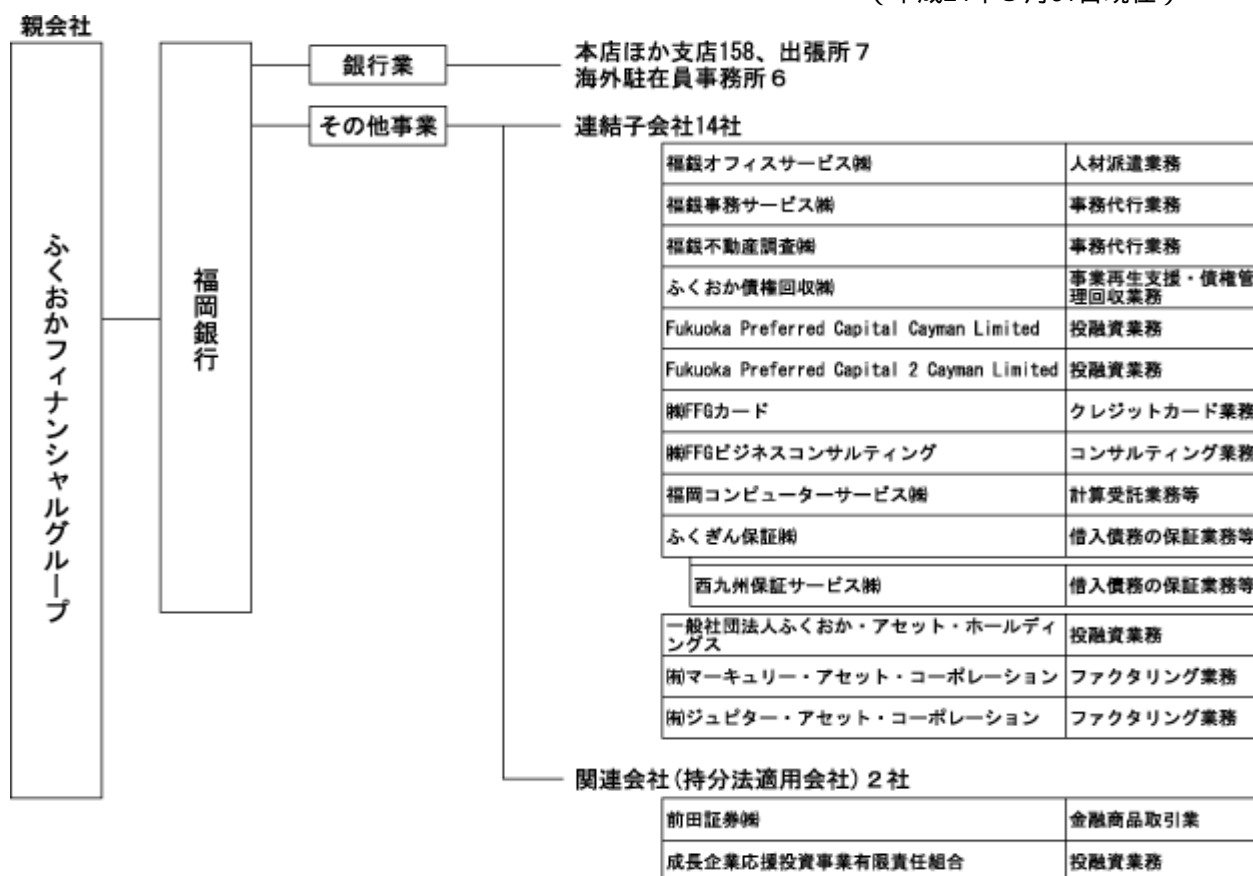 親会社
ふくおかフィナンシャルグループ
福岡銀行
銀行業
本店ほか支店158、出張所7
海外駐在員事務所6
その他事業
連結子会社14社
福銀オフィスサービス㈱ 人材派遣業務
福銀事務サービス㈱ 事務代行業務
福銀不動産調査㈱ 事務代行業務
ふくおか債権回収㈱ 事業再生支援・債権管
理回収業務
Fukuoka Preferred Capital Cayman Limited 投融資業務
Fukuoka Preferred Capital 2 Cayman Limited 投融資業務
㈱FFGカード クレジットカード業務
㈱FFGビジネスコンサルティング コンサルティング業務
福岡コンピューターサービス㈱ 計算受託業務等
ふくぎん保証㈱ 借入債務の保証業務等
西九州保証サービス㈱ 借入債務の保証業務等
一般社団法人ふくおか・アセット・ホールディ
ングス 投融資業務
㈲マーキュリー・アセット・コーポレーション ファクタリング業務
㈲ジュピター・アセット・コーポレーション ファクタリング業務
関連会社(持分法適用会社)2社
前田証券㈱ 金融商品取引業
成長企業応援投資事業有限責任組合 投融資業務